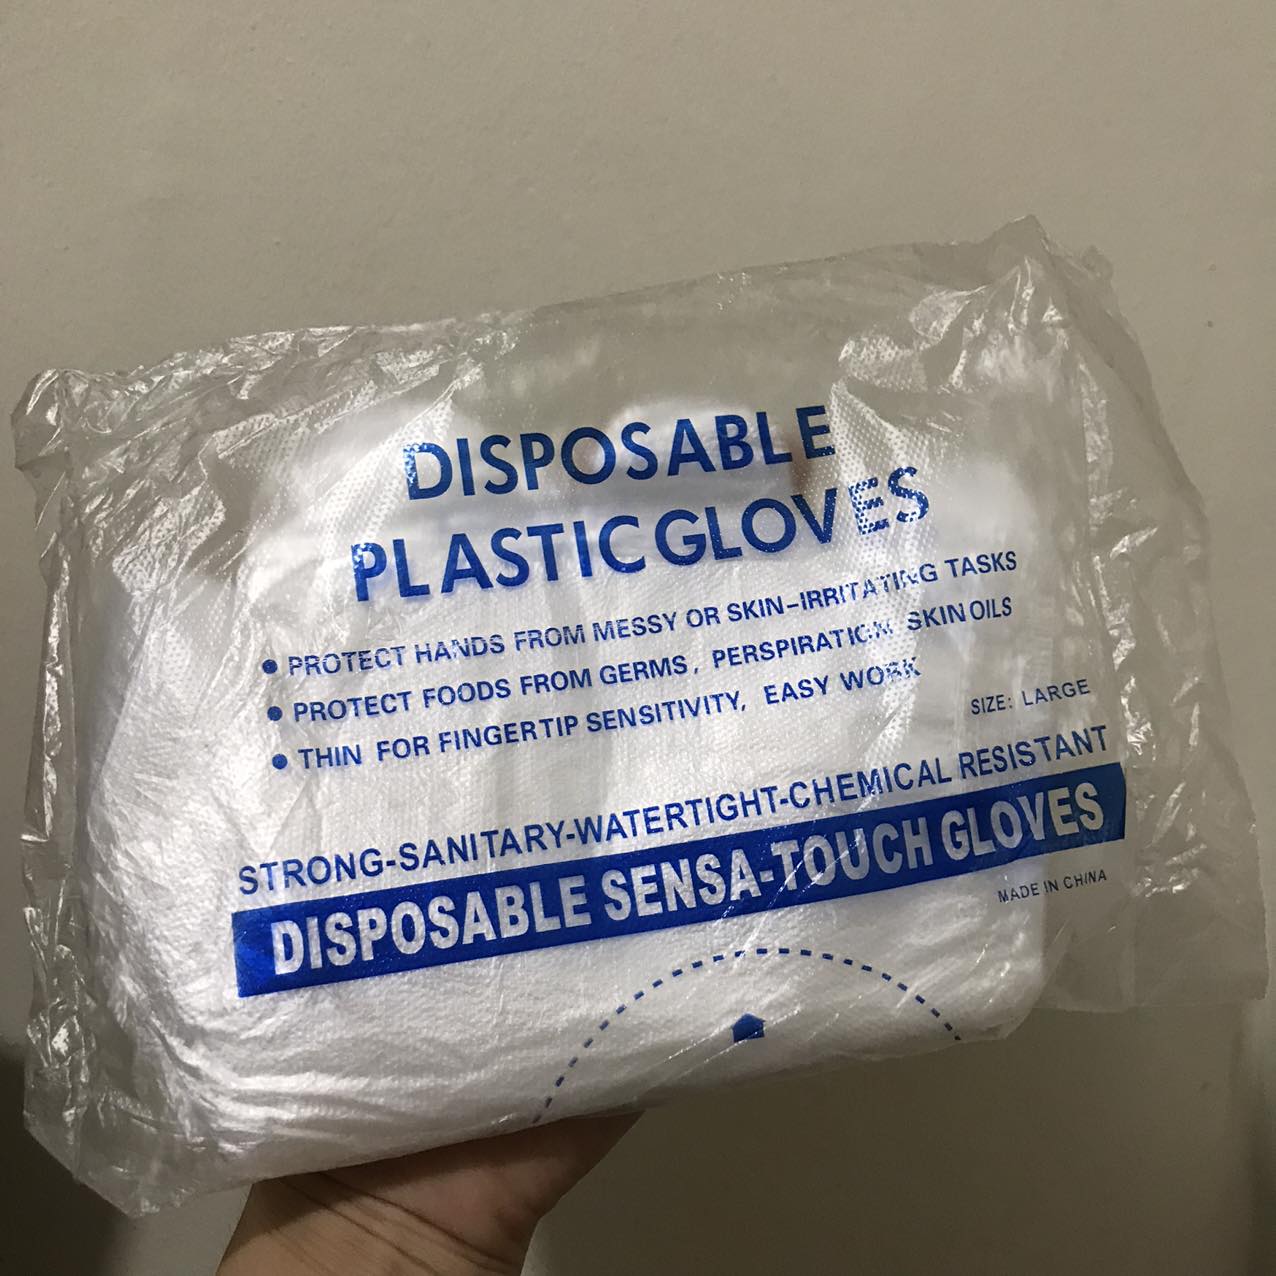 DISPOSABLE
PLASTIC GLOVES
● PROTECT HANDS FROM MESSY OR SKIN-IRRITATING TASKS
● PROTECT FOODS FROM GERMS, PERSPIRATION SKIN OILS
● THIN FOR FINGERTIP SENSITIVITY, EASY WORK
SIZE: LARGE
STRONG-SANITARY-WATERTIGHT-CHEMICAL RESISTANT
DISPOSABLE SENSA-TOUCH GLOVES
MADE IN CHINA